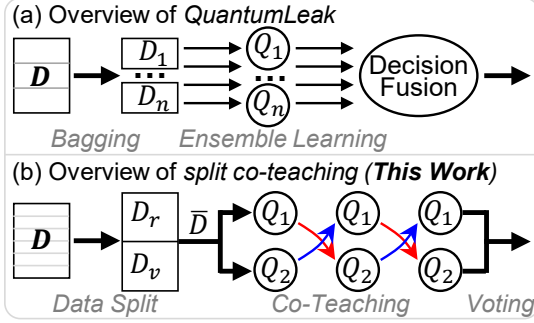 (a) Overview of QuantumLeak
D
D₁
...
Dₙ
Q₁
...
Qₙ
Decision
Fusion
Bagging
Ensemble Learning
(b) Overview of split co-teaching (This Work)
D
Dᵣ
Dᵥ
D̅
Q₁
Q₁
Q₁
Q₂
Q₂
Q₂
Data Split
Co-Teaching
Voting